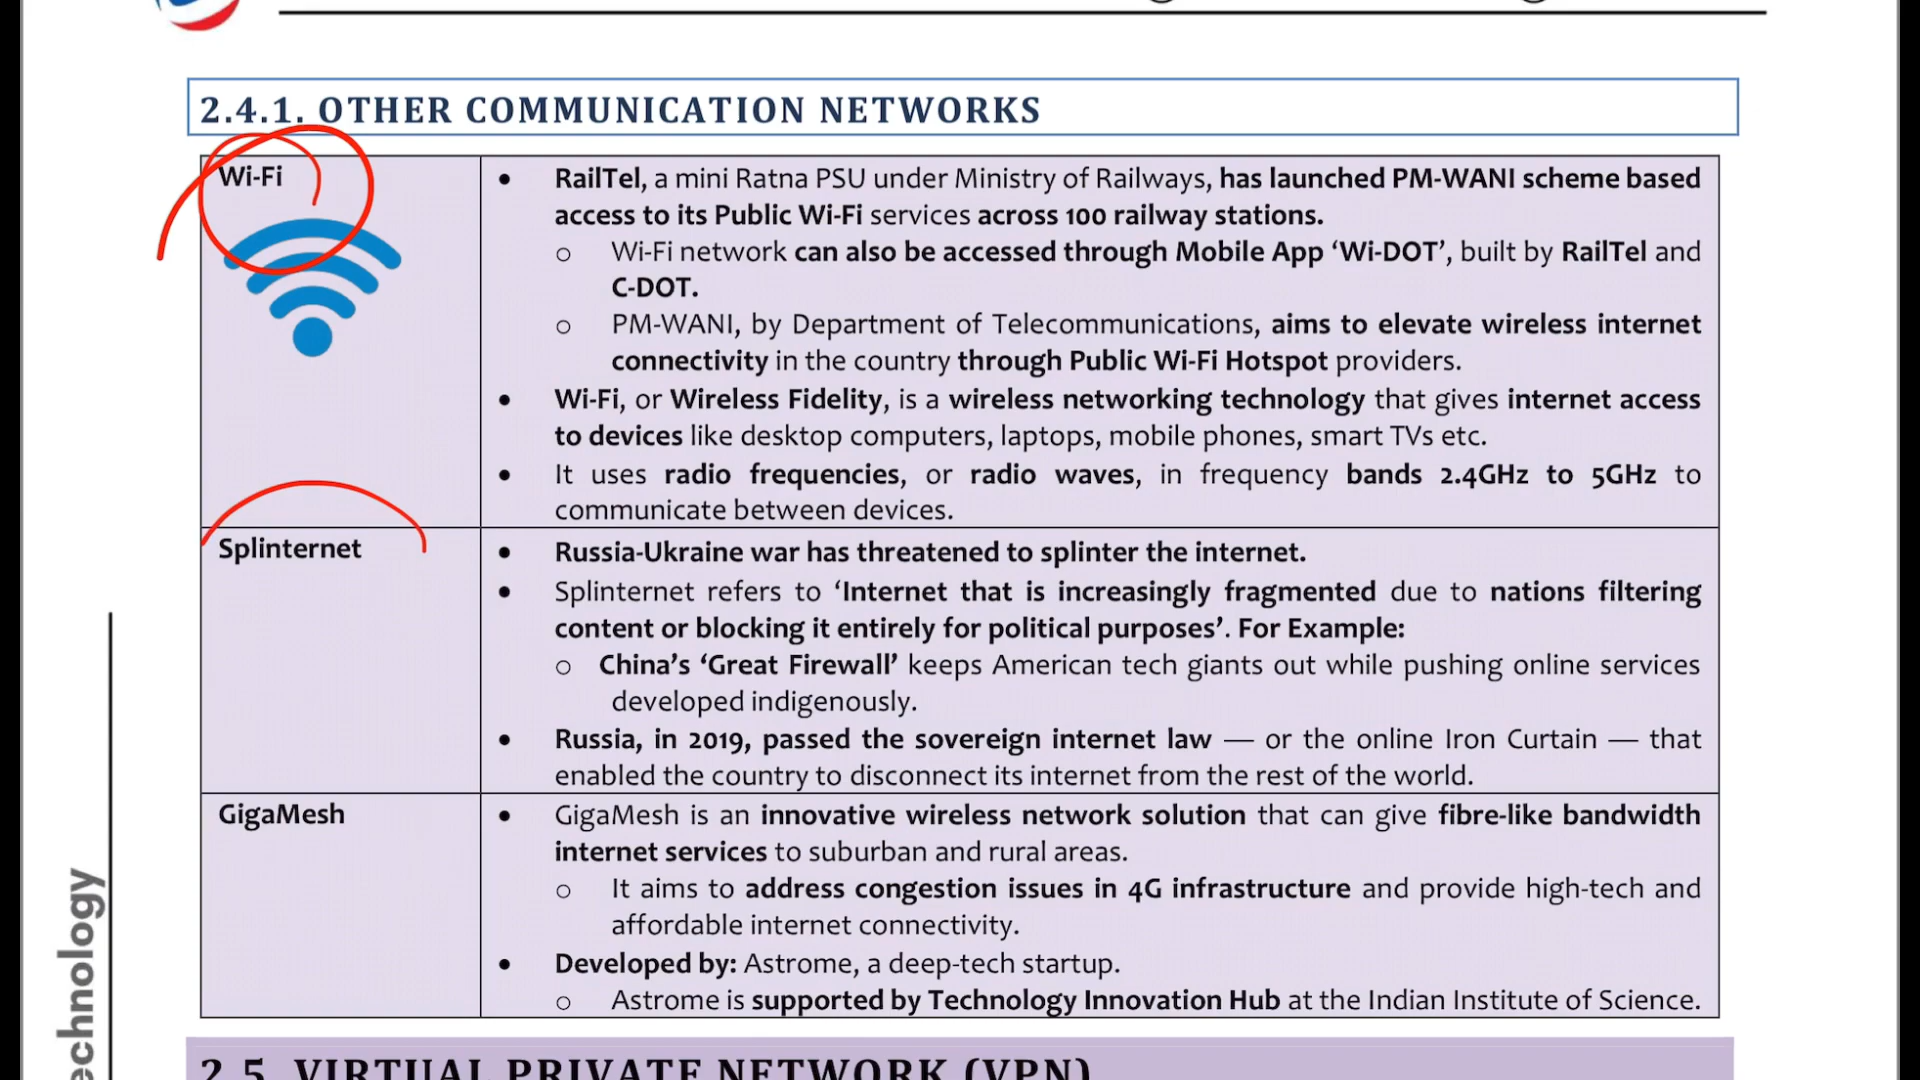 2.4.1. OTHER COMMUNICATION NETWORKS
Wi-Fi
• RailTel, a mini Ratna PSU under Ministry of Railways, has launched PM-WANI scheme based
access to its Public Wi-Fi services across 100 railway stations.
o Wi-Fi network can also be accessed through Mobile App ‘Wi-DOT’, built by RailTel and
C-DOT.
o PM-WANI, by Department of Telecommunications, aims to elevate wireless internet
connectivity in the country through Public Wi-Fi Hotspot providers.
• Wi-Fi, or Wireless Fidelity, is a wireless networking technology that gives internet access
to devices like desktop computers, laptops, mobile phones, smart TVs etc.
• It uses radio frequencies, or radio waves, in frequency bands 2.4GHz to 5GHz to
communicate between devices.
Splinternet
• Russia-Ukraine war has threatened to splinter the internet.
• Splinternet refers to ‘Internet that is increasingly fragmented due to nations filtering
content or blocking it entirely for political purposes’. For Example:
o China’s ‘Great Firewall’ keeps American tech giants out while pushing online services
developed indigenously.
• Russia, in 2019, passed the sovereign internet law — or the online Iron Curtain — that
enabled the country to disconnect its internet from the rest of the world.
GigaMesh
• GigaMesh is an innovative wireless network solution that can give fibre-like bandwidth
internet services to suburban and rural areas.
o It aims to address congestion issues in 4G infrastructure and provide high-tech and
affordable internet connectivity.
• Developed by: Astrome, a deep-tech startup.
o Astrome is supported by Technology Innovation Hub at the Indian Institute of Science.
2.5. VIRTUAL PRIVATE NETWORK (VPN)
echnology